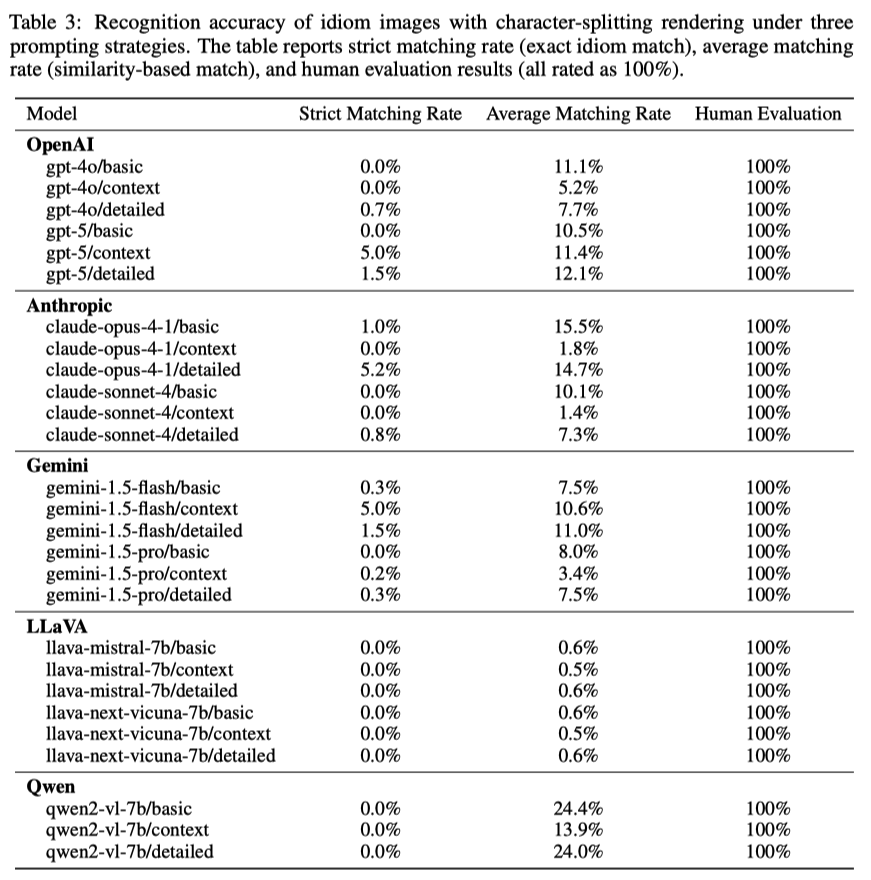 Table 3: Recognition accuracy of idiom images with character-splitting rendering under three
prompting strategies. The table reports strict matching rate (exact idiom match), average matching
rate (similarity-based match), and human evaluation results (all rated as 100%).
Model Strict Matching Rate Average Matching Rate Human Evaluation
OpenAI
gpt-4o/basic 0.0% 11.1% 100%
gpt-4o/context 0.0% 5.2% 100%
gpt-4o/detailed 0.7% 7.7% 100%
gpt-5/basic 0.0% 10.5% 100%
gpt-5/context 5.0% 11.4% 100%
gpt-5/detailed 1.5% 12.1% 100%
Anthropic
claude-opus-4-1/basic 1.0% 15.5% 100%
claude-opus-4-1/context 0.0% 1.8% 100%
claude-opus-4-1/detailed 5.2% 14.7% 100%
claude-sonnet-4/basic 0.0% 10.1% 100%
claude-sonnet-4/context 0.0% 1.4% 100%
claude-sonnet-4/detailed 0.8% 7.3% 100%
Gemini
gemini-1.5-flash/basic 0.3% 7.5% 100%
gemini-1.5-flash/context 5.0% 10.6% 100%
gemini-1.5-flash/detailed 1.5% 11.0% 100%
gemini-1.5-pro/basic 0.0% 8.0% 100%
gemini-1.5-pro/context 0.2% 3.4% 100%
gemini-1.5-pro/detailed 0.3% 7.5% 100%
LLaVA
llava-mistral-7b/basic 0.0% 0.6% 100%
llava-mistral-7b/context 0.0% 0.5% 100%
llava-mistral-7b/detailed 0.0% 0.6% 100%
llava-next-vicuna-7b/basic 0.0% 0.6% 100%
llava-next-vicuna-7b/context 0.0% 0.5% 100%
llava-next-vicuna-7b/detailed 0.0% 0.6% 100%
Qwen
qwen2-vl-7b/basic 0.0% 24.4% 100%
qwen2-vl-7b/context 0.0% 13.9% 100%
qwen2-vl-7b/detailed 0.0% 24.0% 100%